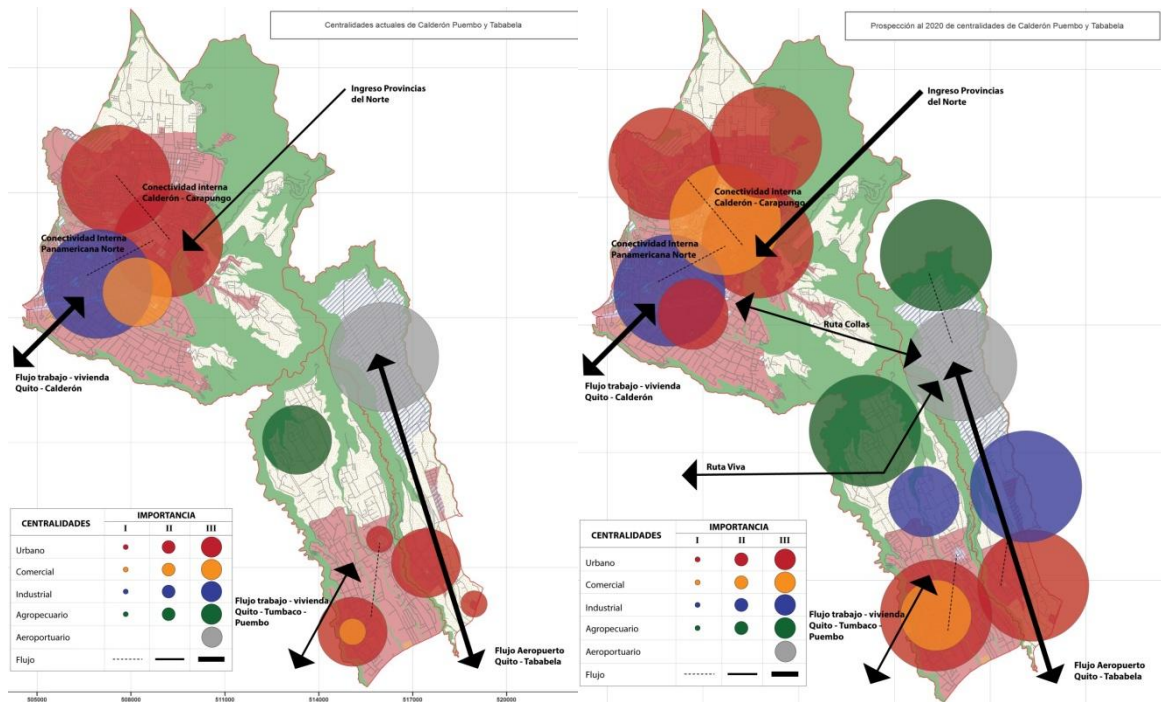 Centralidades actuales de Calderón Puembo y Tababela
Ingreso Provincias
del Norte
Conectividad interna
Calderón - Carapungo
Conectividad Interna
Panamericana Norte
Flujo trabajo - vivienda
Quito - Calderón
CENTRALIDADES
IMPORTANCIA
I II III
Urbano
Comercial
Industrial
Agropecuario
Aeroportuario
Flujo
Flujo trabajo - vivienda
Quito - Tumbaco -
Puembo
Flujo Aeropuerto
Quito - Tababela
505000 508000 511000 514000 517000 520000
Prospección al 2020 de centralidades de Calderón Puembo y Tababela
Ingreso Provincias
del Norte
Conectividad Interna
Calderón - Carapungo
Conectividad Interna
Panamericana Norte
Ruta Collas
Flujo trabajo - vivienda
Quito - Calderón
Ruta Viva
CENTRALIDADES
IMPORTANCIA
I II III
Urbano
Comercial
Industrial
Agropecuario
Aeroportuario
Flujo
Flujo trabajo - vivienda
Quito - Tumbaco -
Puembo
Flujo Aeropuerto
Quito - Tababela